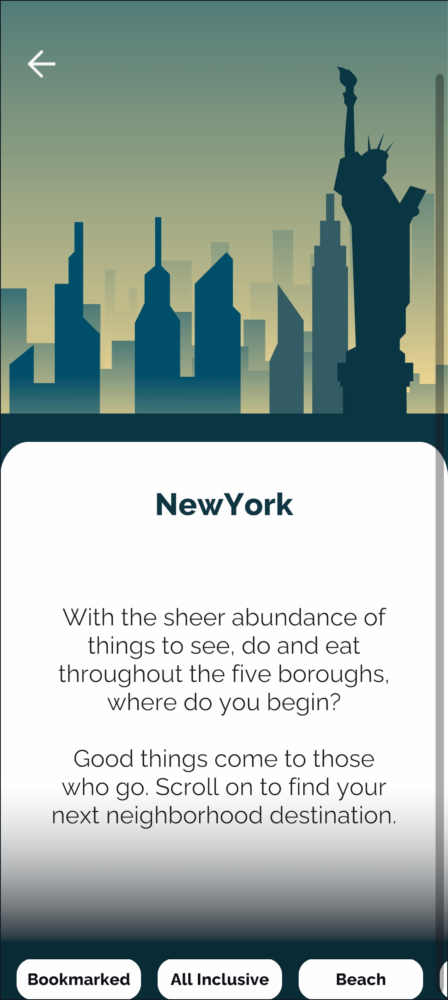 NewYork
With the sheer abundance of
things to see, do and eat
throughout the five boroughs,
where do you begin?
Good things come to those
who go. Scroll on to find your
next neighborhood destination.
Bookmarked
All Inclusive
Beach